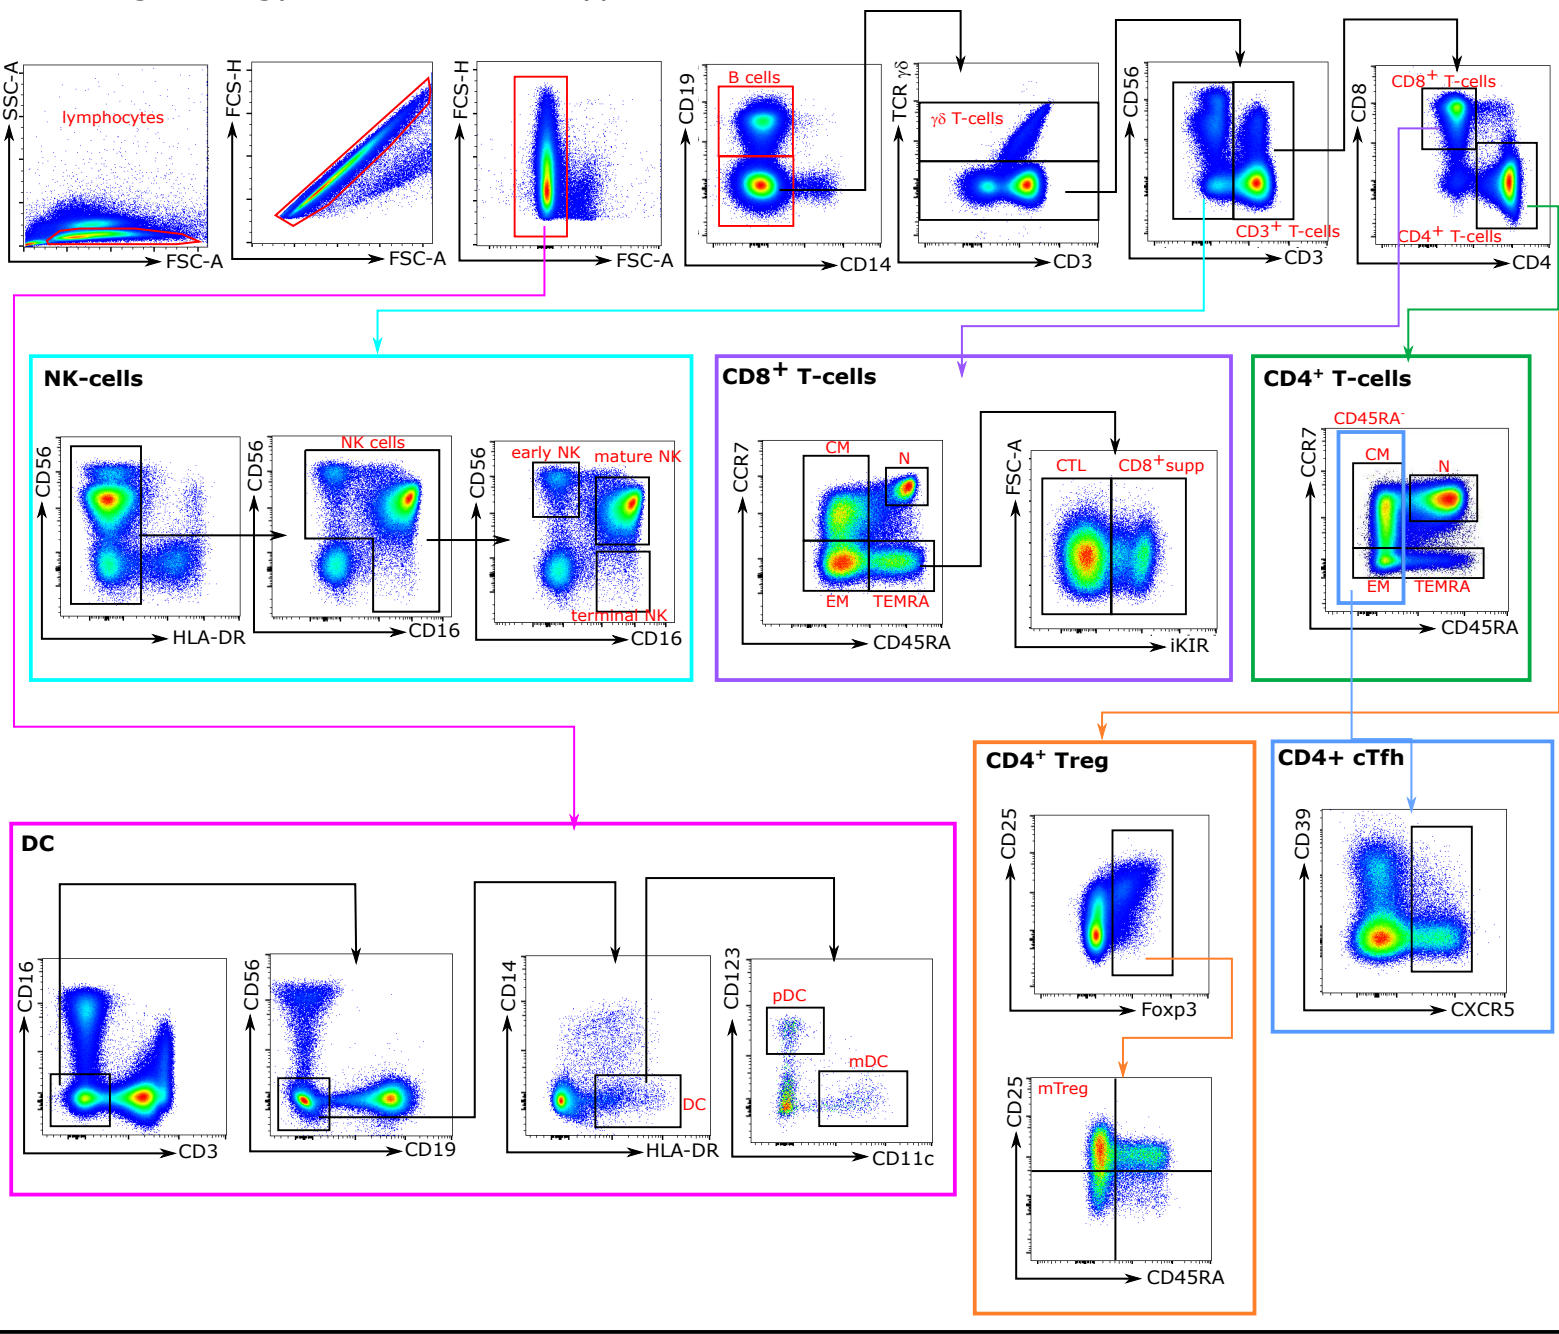 SSC-A
lymphocytes
FSC-A
FCS-H
FSC-A
FCS-H
FSC-A
CD19
B cells
CD14
TCR γδ
γδ T-cells
CD3
CD56
CD3+ T-cells
CD3
CD8
CD8+ T-cells
CD4+ T-cells
CD4
NK-cells
CD56
HLA-DR
CD56
NK cells
CD16
CD56
early NK
mature NK
terminal NK
CD16
CD8+ T-cells
CCR7
CM
N
EM
TEMRA
CD45RA
FSC-A
CTL
CD8+supp
iKIR
CD4+ T-cells
CD45RA-
CCR7
CM
N
EM
TEMRA
CD45RA
DC
CD16
CD3
CD56
CD19
CD14
DC
HLA-DR
CD123
pDC
mDC
CD11c
CD4+ Treg
CD25
Foxp3
CD25
mTreg
CD45RA
CD4+ cTfh
CD39
CXCR5